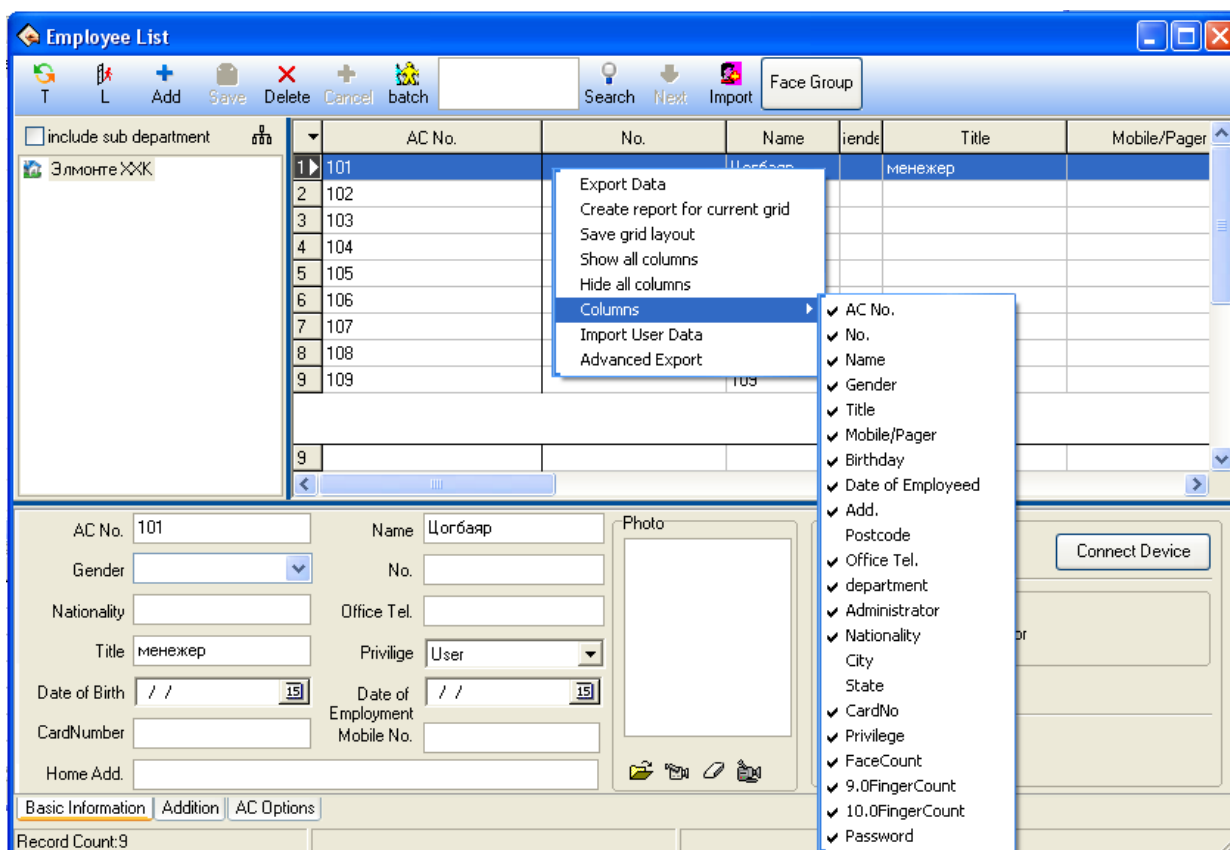 Employee List
T L Add Save Delete Cancel batch Search Next Import Face Group
include sub department
Элмонте ХХК
AC No. No. Name iende Title Mobile/Pager
1 101 Цогбаяр менежер
2 102
3 103
4 104
5 105
6 106
7 107
8 108
9 109 109
9
Export Data
Create report for current grid
Save grid layout
Show all columns
Hide all columns
Columns
Import User Data
Advanced Export
AC No.
No.
Name
Gender
Title
Mobile/Pager
Birthday
Date of Employeed
Add.
Postcode
Office Tel.
department
Administrator
Nationality
City
State
CardNo
Privilege
FaceCount
9.0FingerCount
10.0FingerCount
Password
AC No. 101 Name Цогбаяр Photo
Connect Device
Gender No.
Nationality Office Tel.
or
Title менежер Privilige User
Date of Birth / / 15 Date of Employment / / 15
CardNumber Mobile No.
Home Add.
Basic Information Addition AC Options
Record Count:9